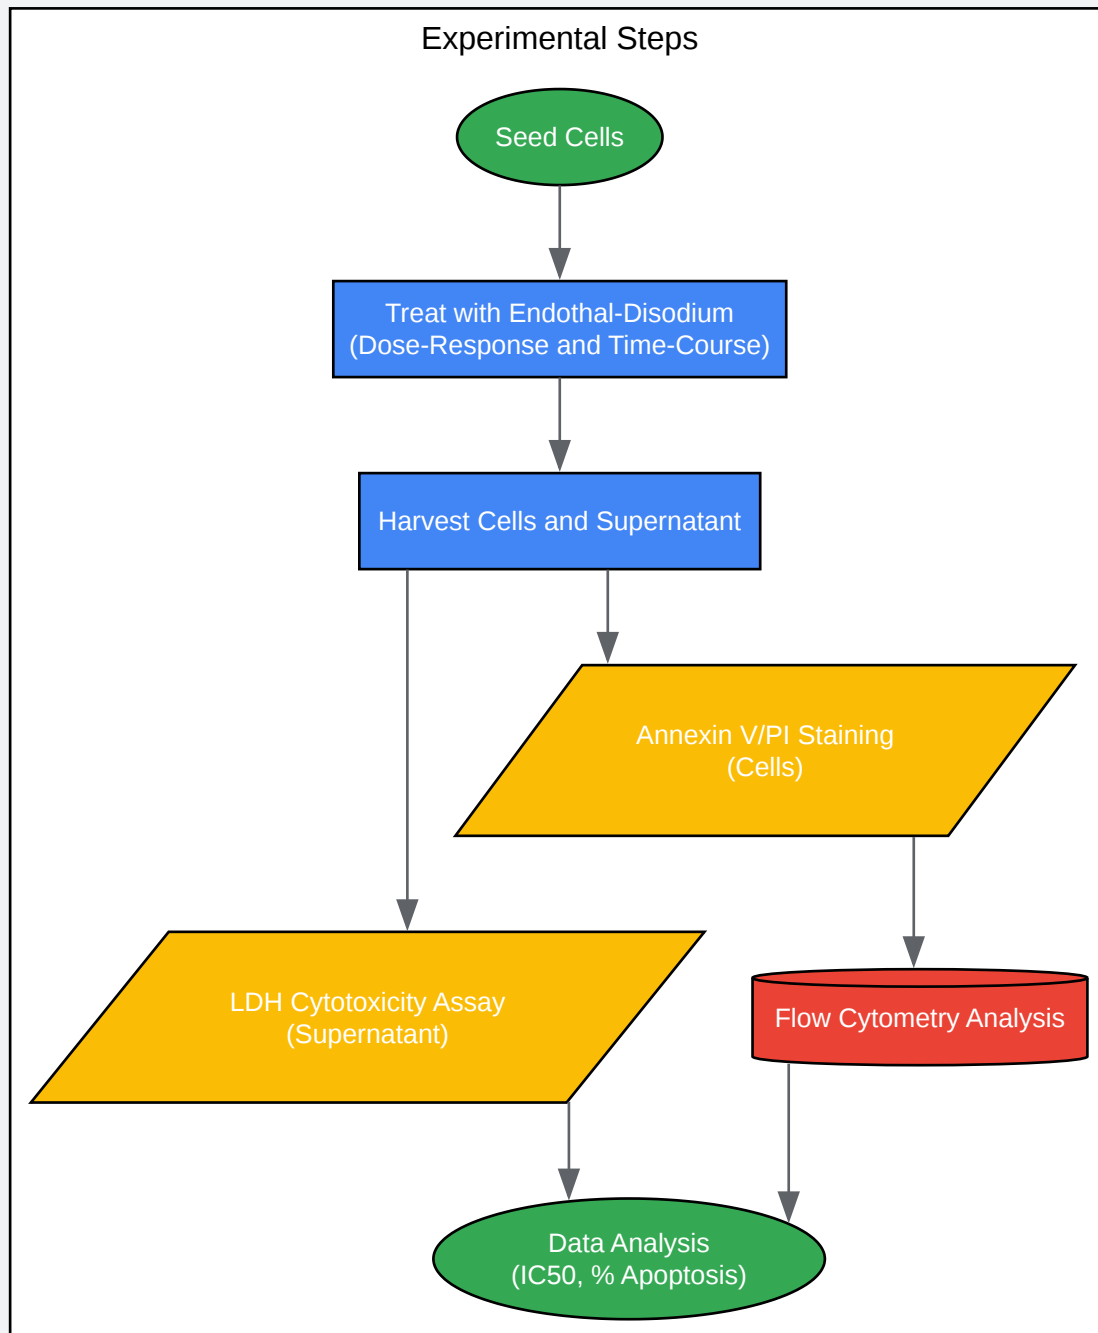 Experimental Steps
Seed Cells
Treat with Endothal-Disodium
(Dose-Response and Time-Course)
Harvest Cells and Supernatant
Annexin V/PI Staining
(Cells)
LDH Cytotoxicity Assay
(Supernatant)
Flow Cytometry Analysis
Data Analysis
(IC50, % Apoptosis)